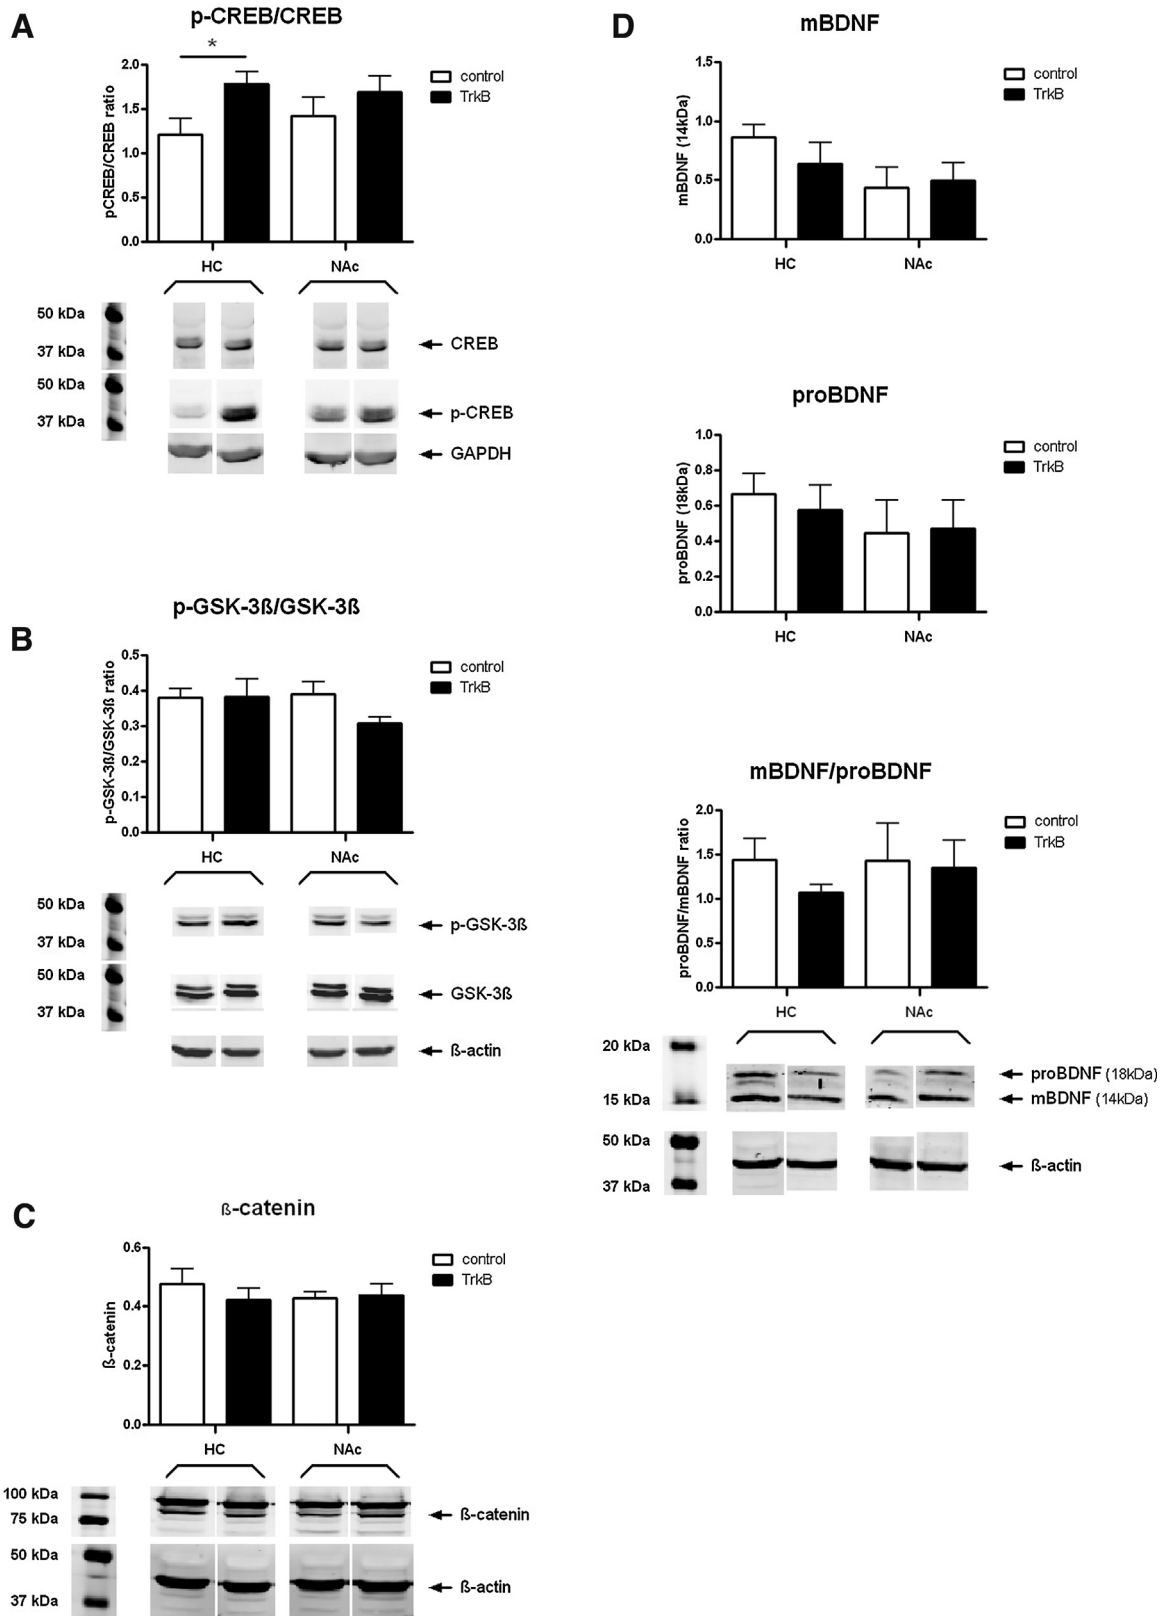 A
p-CREB/CREB
*
pCREB/CREB ratio
2.0
1.5
1.0
0.5
0.0
control
TrkB
HC
NAc
50 kDa
37 kDa
CREB
50 kDa
37 kDa
p-CREB
GAPDH
B
p-GSK-3ß/GSK-3ß
p-GSK-3ß/GSK-3ß ratio
0.5
0.4
0.3
0.2
0.1
0.0
control
TrkB
HC
NAc
50 kDa
37 kDa
p-GSK-3ß
50 kDa
37 kDa
GSK-3ß
ß-actin
C
ß-catenin
ß-catenin
0.6
0.4
0.2
0.0
control
TrkB
HC
NAc
100 kDa
75 kDa
ß-catenin
50 kDa
37 kDa
ß-actin
D
mBDNF
mBDNF (14kDa)
1.5
1.0
0.5
0.0
control
TrkB
HC
NAc
proBDNF
proBDNF (18kDa)
1.0
0.8
0.6
0.4
0.2
0.0
control
TrkB
HC
NAc
mBDNF/proBDNF
proBDNF/mBDNF ratio
2.0
1.5
1.0
0.5
0.0
control
TrkB
HC
NAc
20 kDa
15 kDa
proBDNF (18kDa)
mBDNF (14kDa)
50 kDa
37 kDa
ß-actin